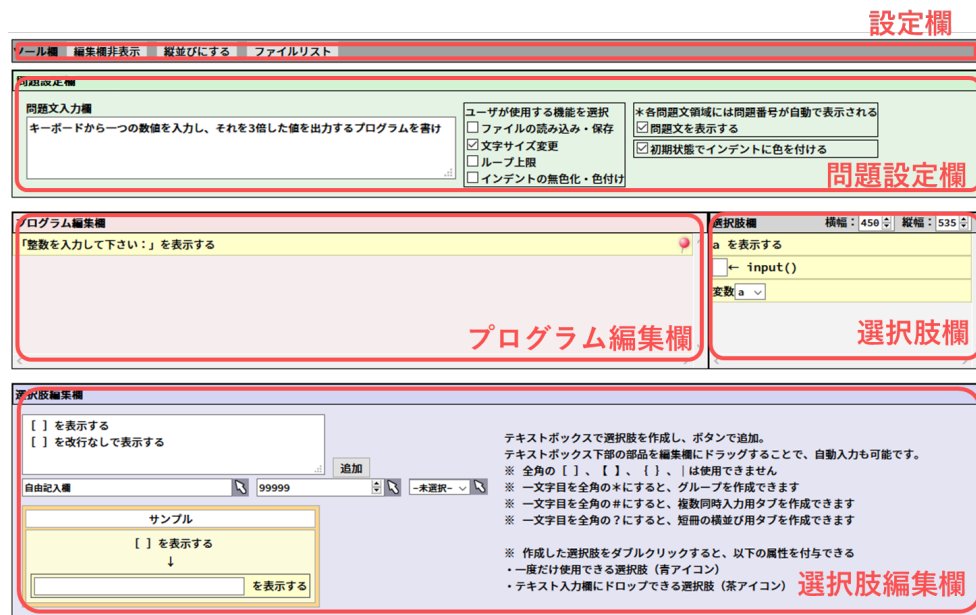 設定欄
ツール欄 編集欄非表示 縦並びにする ファイルリスト
問題設定欄
問題文入力欄
キーボードから一つの数値を入力し、それを3倍した値を出力するプログラムを書け
ユーザが使用する機能を選択
ファイルの読み込み・保存
文字サイズ変更
ループ上限
インデントの無色化・色付け
＊各問題文領域には問題番号が自動で表示される
問題文を表示する
初期状態でインデントに色を付ける
問題設定欄
プログラム編集欄
「整数を入力して下さい：」を表示する
プログラム編集欄
選択肢欄 横幅： 450 縦幅： 535
a を表示する
← input()
変数 a
選択肢欄
選択肢編集欄
［ ］を表示する
［ ］を改行なしで表示する
追加
自由記入欄 99999 -未選択-
サンプル
［ ］を表示する
↓
を表示する
テキストボックスで選択肢を作成し、ボタンで追加。
テキストボックス下部の部品を編集欄にドラッグすることで、自動入力も可能です。
※ 全角の［ ］、【 】、｛ ｝、｜は使用できません
※ 一文字目を全角の＊にすると、グループを作成できます
※ 一文字目を全角の＃にすると、複数同時入力用タブを作成できます
※ 一文字目を全角の？にすると、短冊の横並び用タブを作成できます
※ 作成した選択肢をダブルクリックすると、以下の属性を付与できる
・一度だけ使用できる選択肢（青アイコン）
・テキスト入力欄にドロップできる選択肢（茶アイコン）
選択肢編集欄